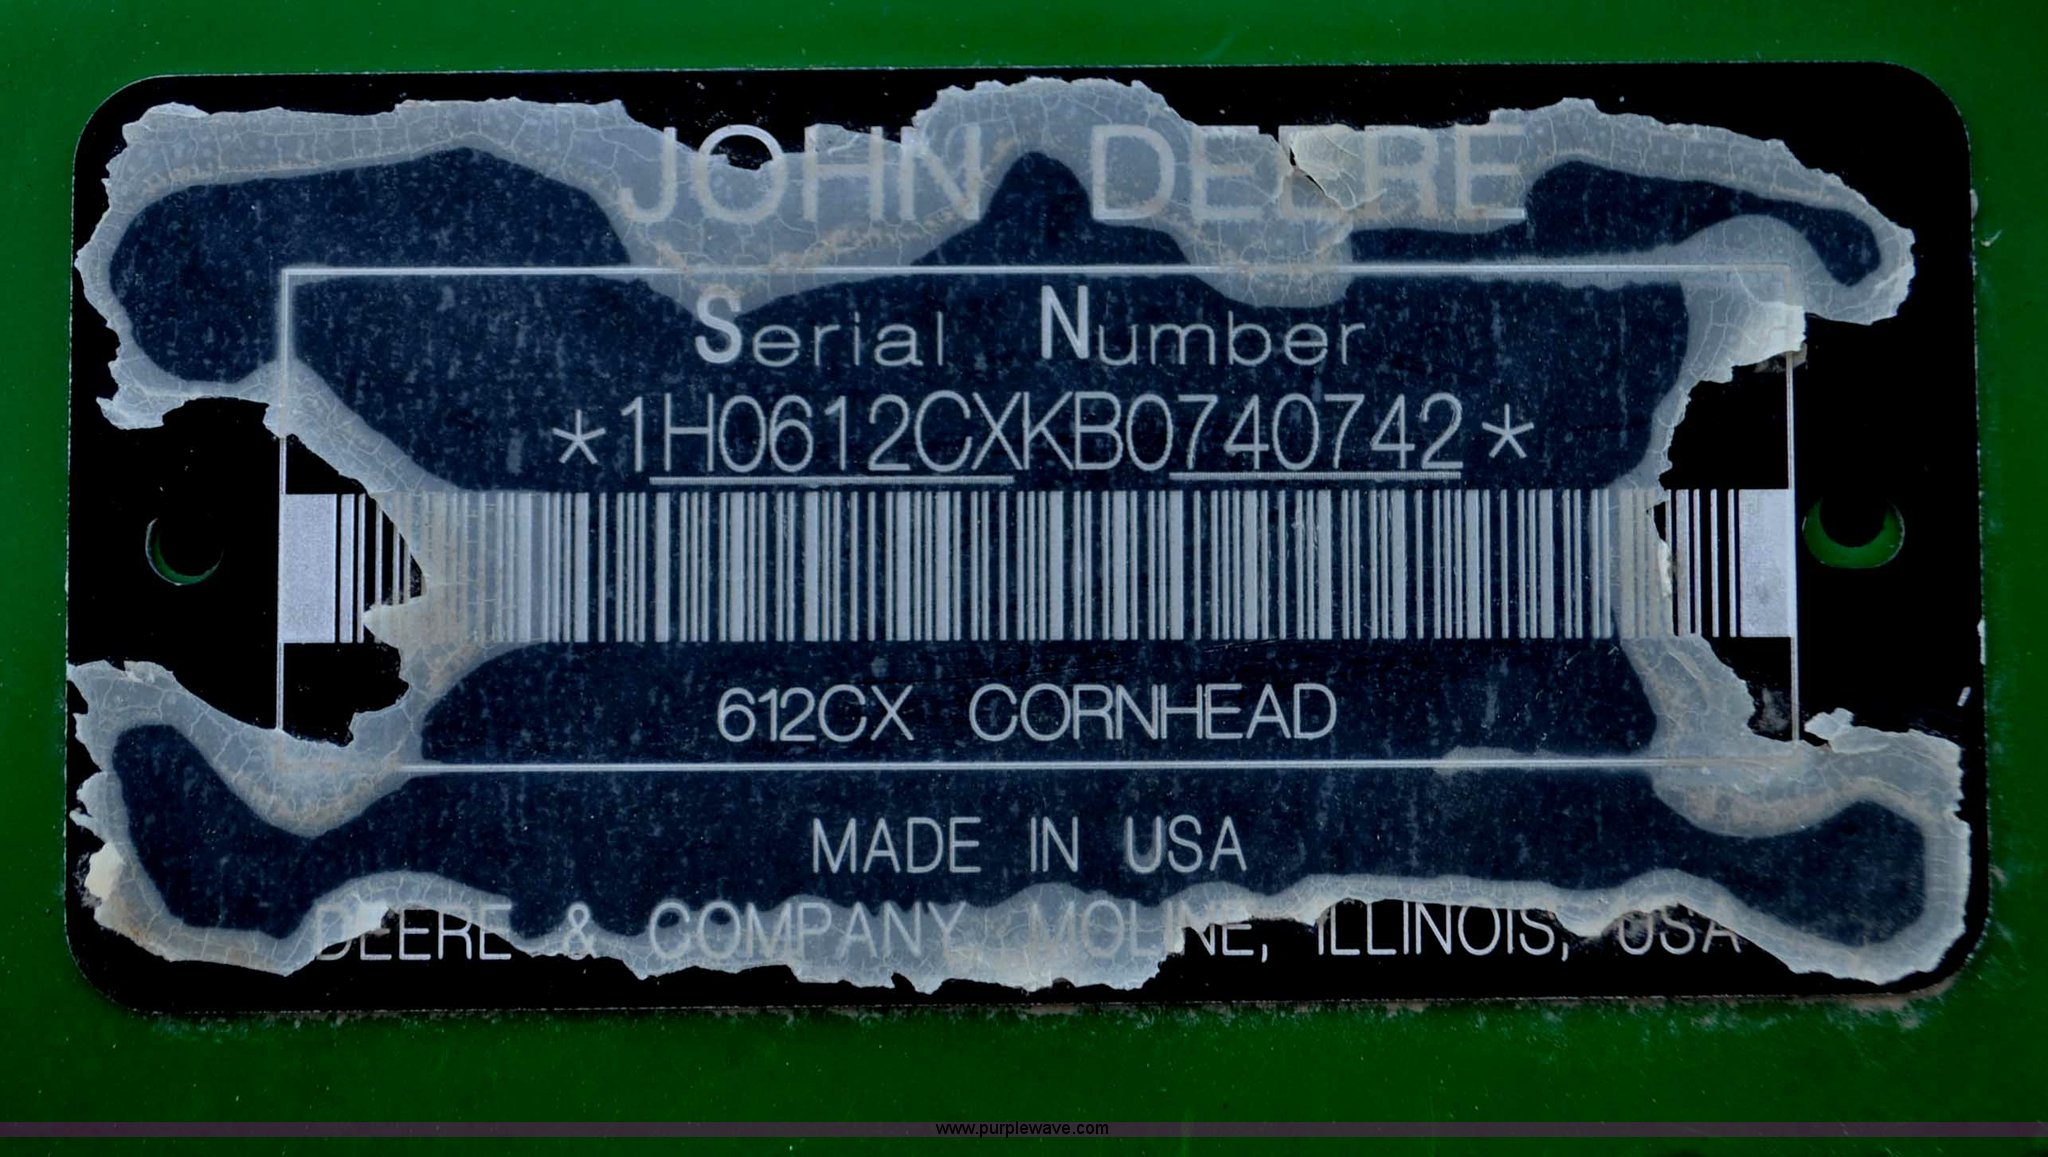 JOHN DEERE
Serial Number
*1H0612CXKB0740742*
612CX CORNHEAD
MADE IN USA
DEERE & COMPANY MOLINE, ILLINOIS, USA
www.purplewave.com